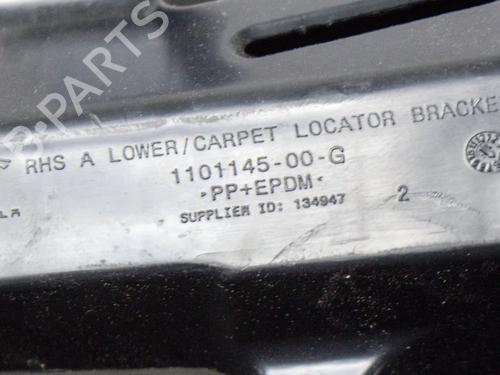 RHS A LOWER/CARPET LOCATOR BRACKE
1101145-00-G
>PP+EPDM<
SUPPLIER ID: 134947
2
B-PARTS